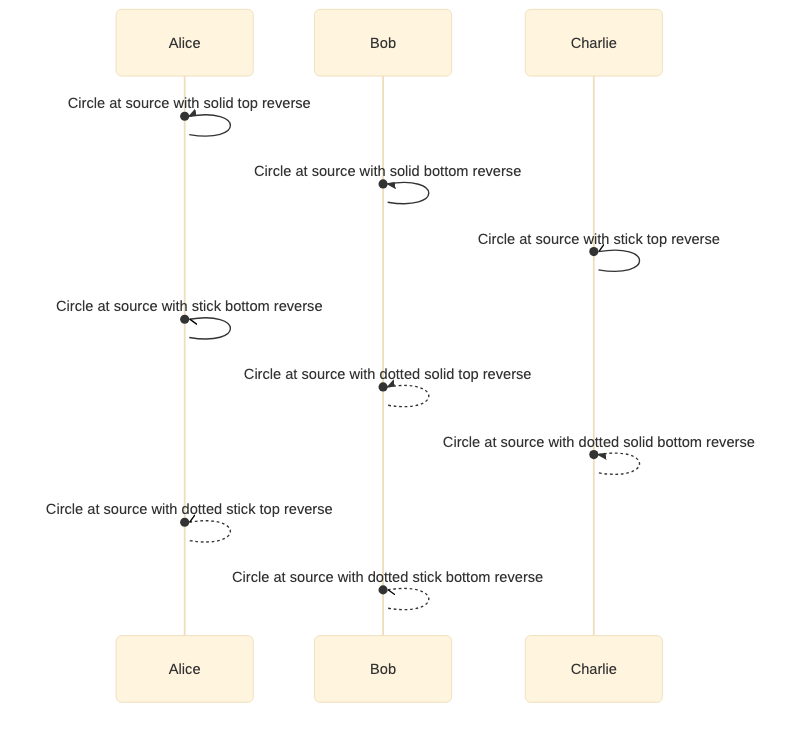 Alice
Bob
Charlie
Circle at source with solid top reverse
Circle at source with solid bottom reverse
Circle at source with stick top reverse
Circle at source with stick bottom reverse
Circle at source with dotted solid top reverse
Circle at source with dotted solid bottom reverse
Circle at source with dotted stick top reverse
Circle at source with dotted stick bottom reverse
Alice
Bob
Charlie